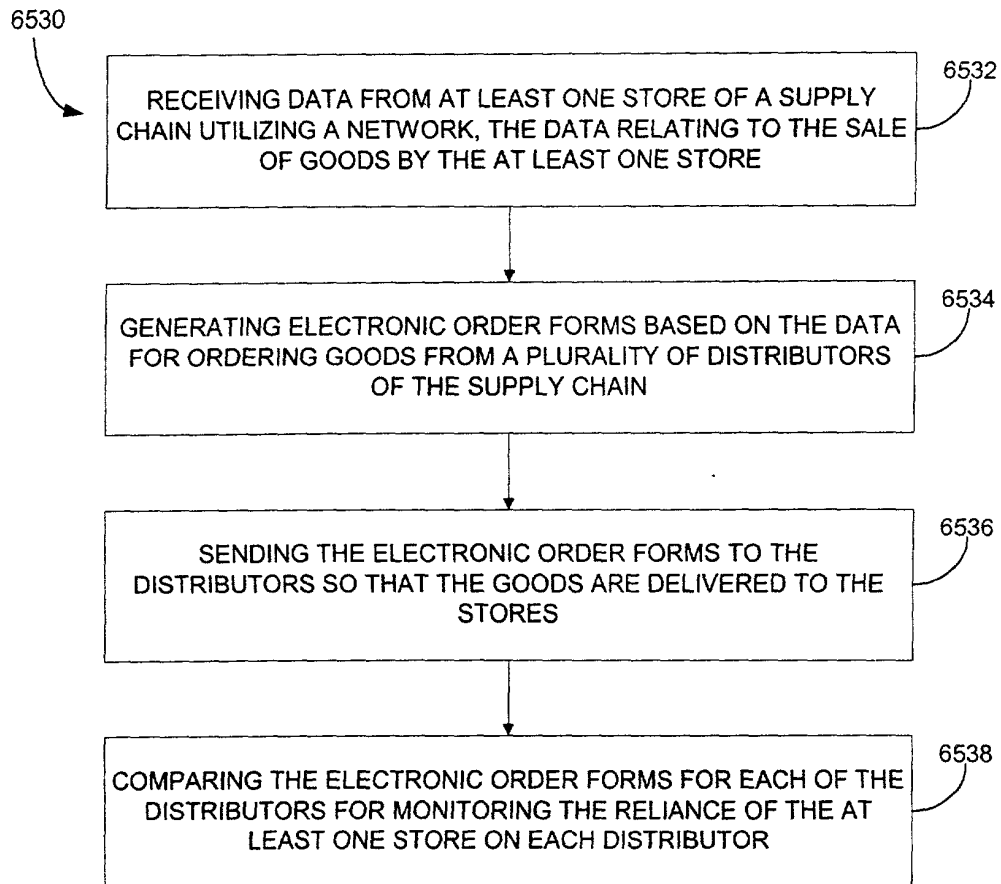 6530
6532
RECEIVING DATA FROM AT LEAST ONE STORE OF A SUPPLY
CHAIN UTILIZING A NETWORK, THE DATA RELATING TO THE SALE
OF GOODS BY THE AT LEAST ONE STORE
6534
GENERATING ELECTRONIC ORDER FORMS BASED ON THE DATA
FOR ORDERING GOODS FROM A PLURALITY OF DISTRIBUTORS
OF THE SUPPLY CHAIN
6536
SENDING THE ELECTRONIC ORDER FORMS TO THE
DISTRIBUTORS SO THAT THE GOODS ARE DELIVERED TO THE
STORES
6538
COMPARING THE ELECTRONIC ORDER FORMS FOR EACH OF THE
DISTRIBUTORS FOR MONITORING THE RELIANCE OF THE AT
LEAST ONE STORE ON EACH DISTRIBUTOR